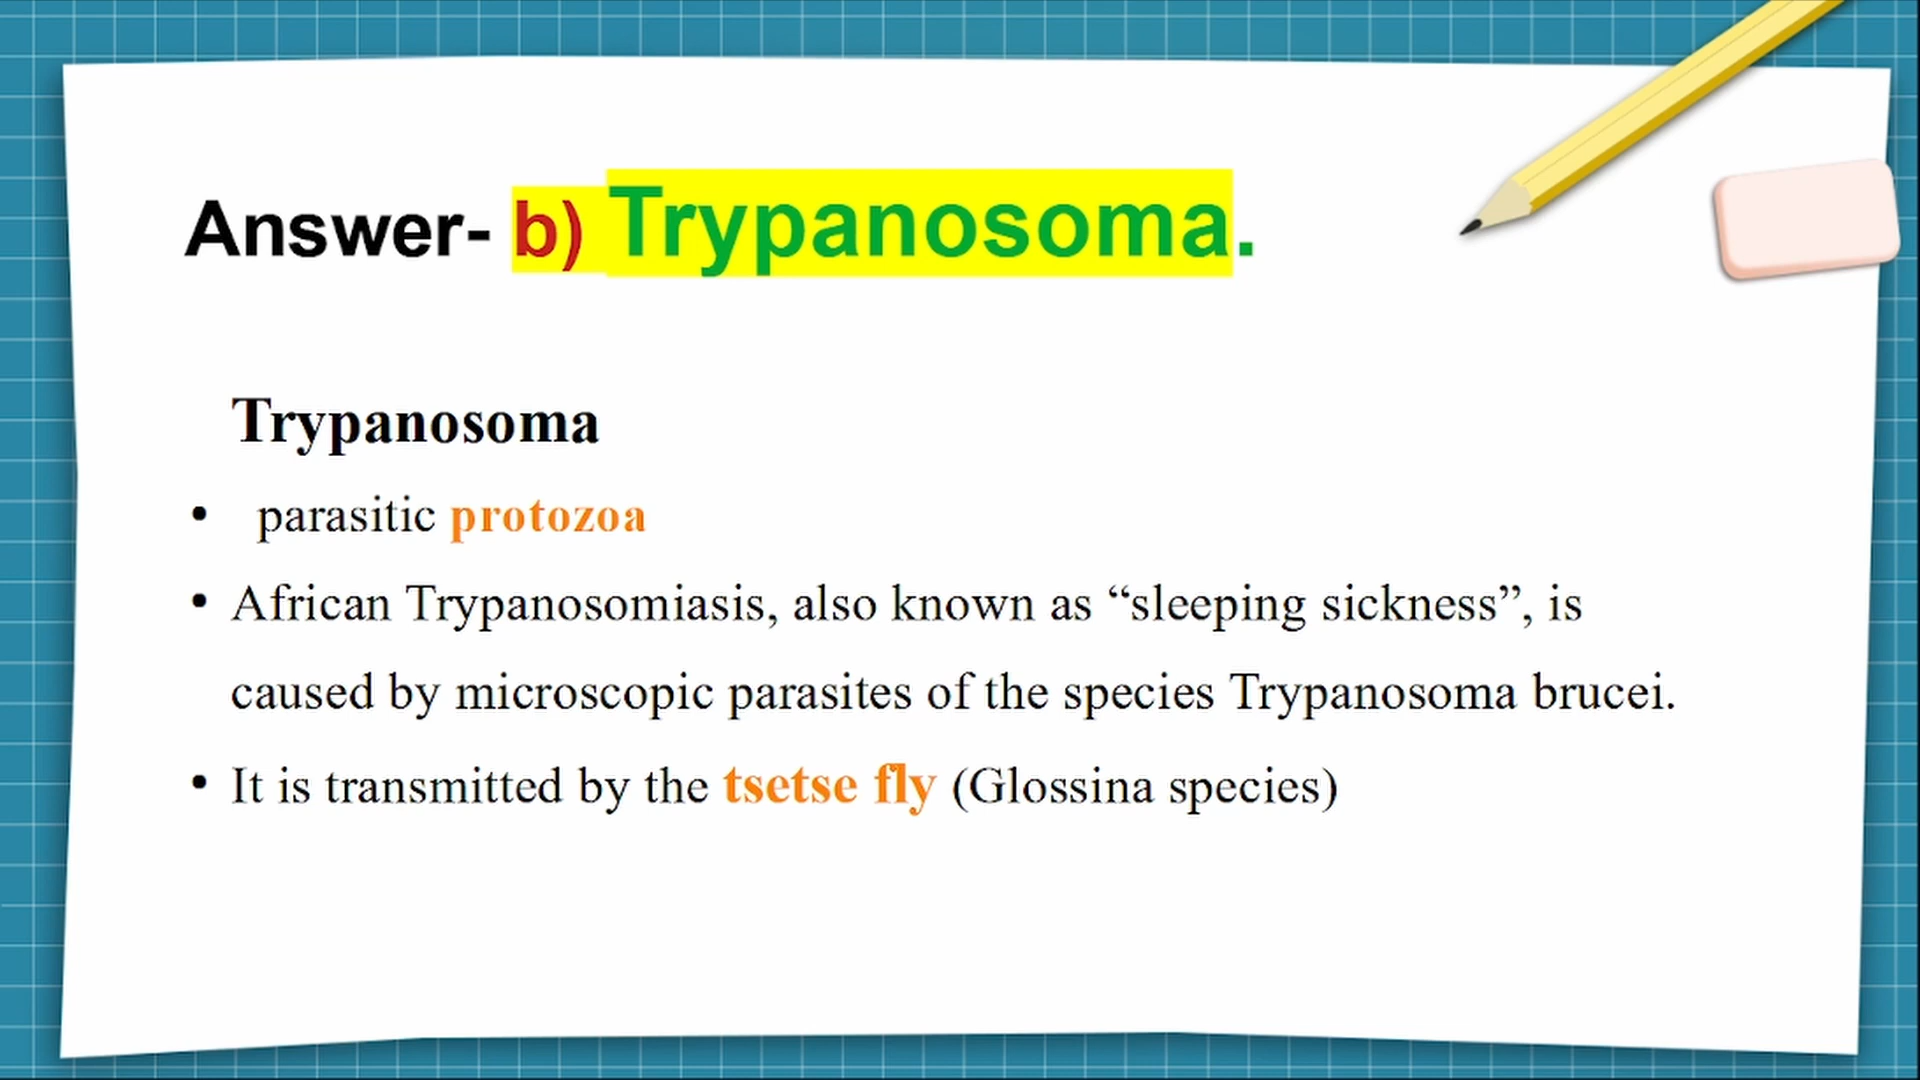 Answer- b) Trypanosoma.
Trypanosoma
• parasitic protozoa
• African Trypanosomiasis, also known as “sleeping sickness”, is
caused by microscopic parasites of the species Trypanosoma brucei.
• It is transmitted by the tsetse fly (Glossina species)